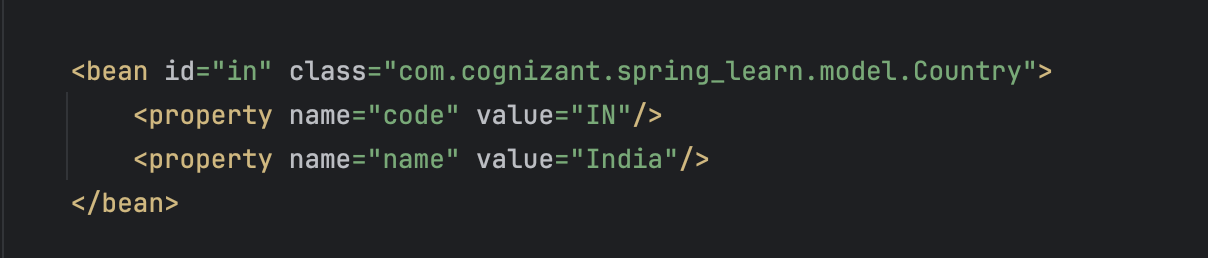 <bean id="in" class="com.cognizant.spring_learn.model.Country">
    <property name="code" value="IN"/>
    <property name="name" value="India"/>
</bean>